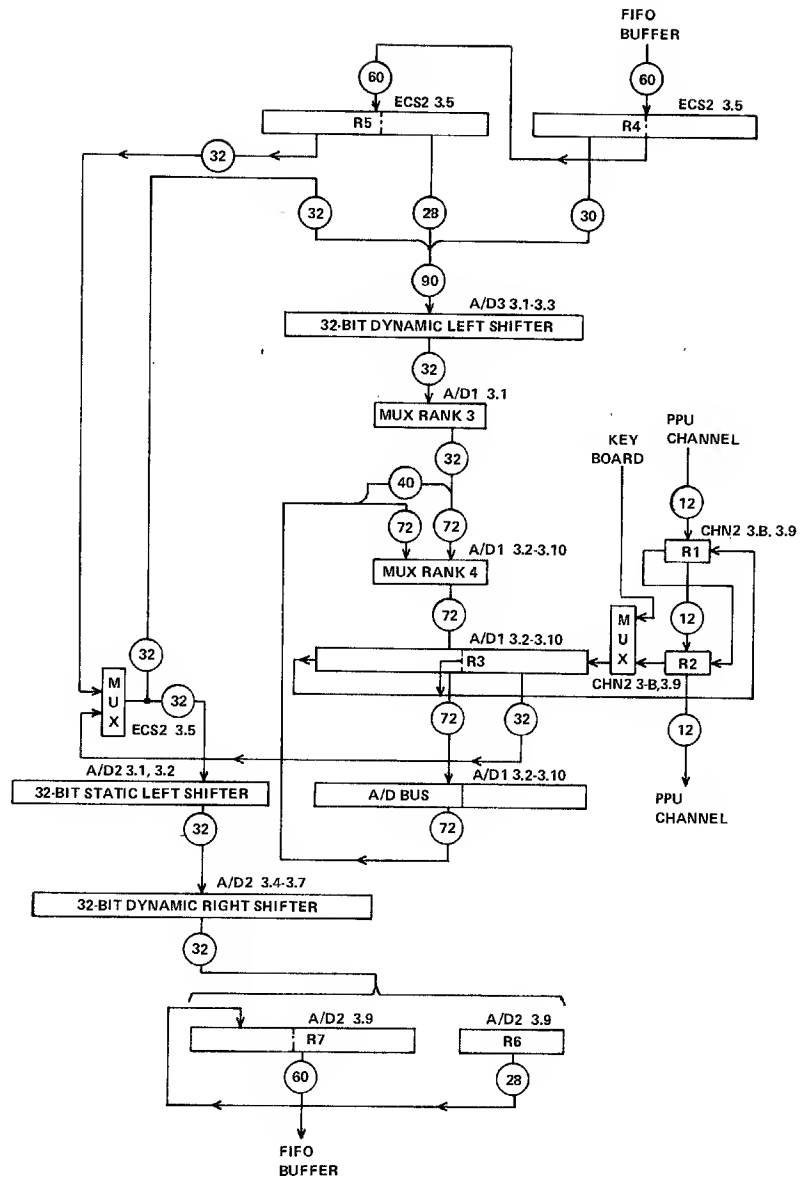 FIFO
BUFFER
60
60
ECS2 3.5
ECS2 3.5
R5
R4
32
32
28
30
90
A/D3 3.1-3.3
32-BIT DYNAMIC LEFT SHIFTER
32
A/D1 3.1
MUX RANK 3
32
KEY
BOARD
PPU
CHANNEL
40
72
72
12
CHN2 3.B, 3.9
R1
A/D1 3.2-3.10
MUX RANK 4
72
12
MUX
A/D1 3.2-3.10
R3
R2
CHN2 3-B,3.9
32
MUX
32
ECS2 3.5
72
32
12
A/D2 3.1, 3.2
32-BIT STATIC LEFT SHIFTER
A/D1 3.2-3.10
A/D BUS
PPU
CHANNEL
32
72
A/D2 3.4-3.7
32-BIT DYNAMIC RIGHT SHIFTER
32
A/D2 3.9
A/D2 3.9
R7
R6
60
28
FIFO
BUFFER